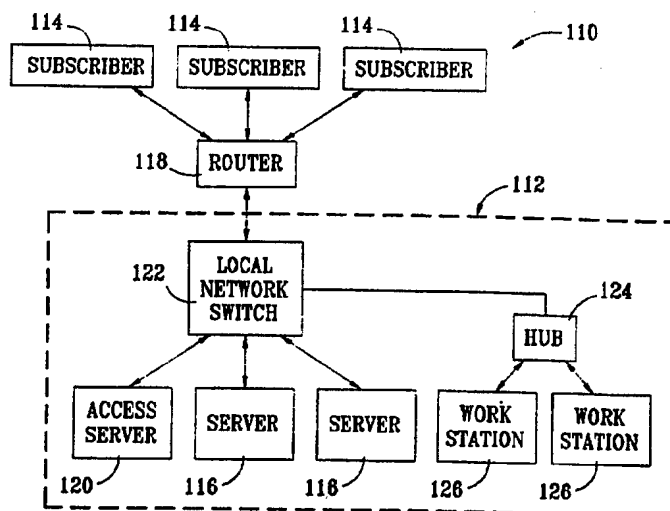 114 114 114 110
SUBSCRIBER SUBSCRIBER SUBSCRIBER
118 ROUTER
112
122 LOCAL
NETWORK
SWITCH
124
HUB
ACCESS
SERVER
SERVER
SERVER
WORK
STATION
WORK
STATION
120 116 116 126 126